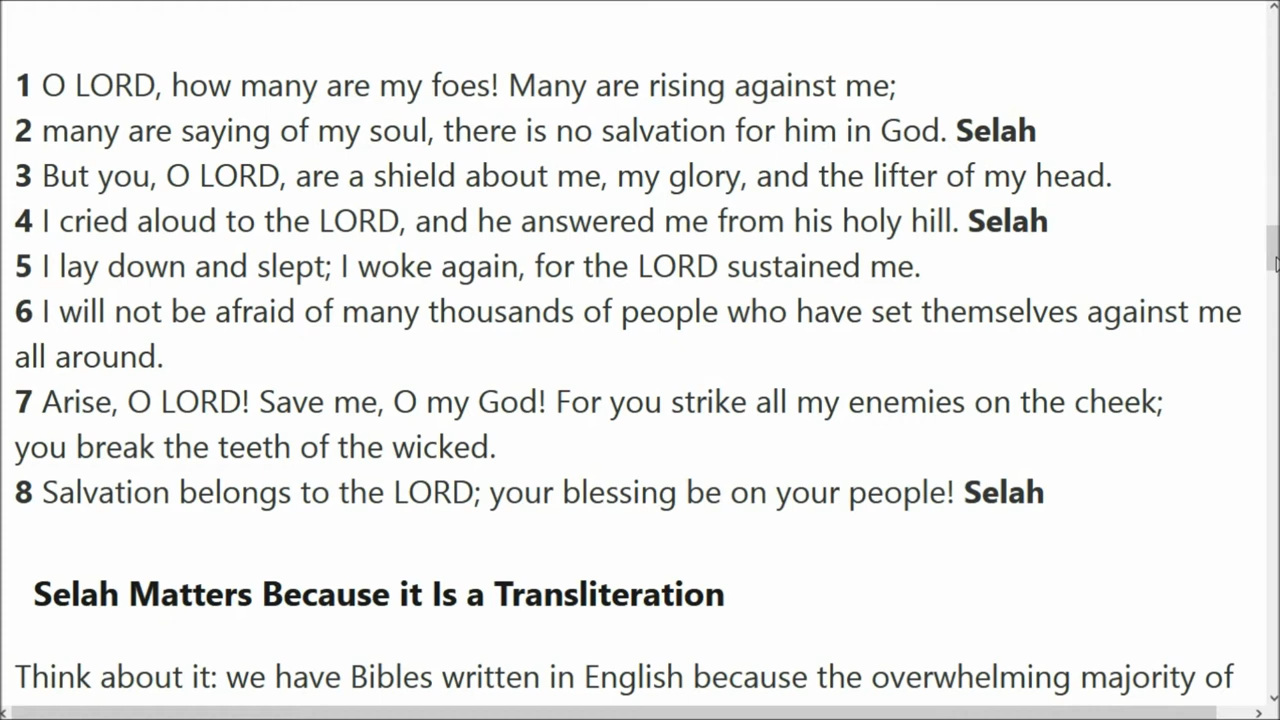 1 O LORD, how many are my foes! Many are rising against me;
2 many are saying of my soul, there is no salvation for him in God. Selah
3 But you, O LORD, are a shield about me, my glory, and the lifter of my head.
4 I cried aloud to the LORD, and he answered me from his holy hill. Selah
5 I lay down and slept; I woke again, for the LORD sustained me.
6 I will not be afraid of many thousands of people who have set themselves against me
all around.
7 Arise, O LORD! Save me, O my God! For you strike all my enemies on the cheek;
you break the teeth of the wicked.
8 Salvation belongs to the LORD; your blessing be on your people! Selah
Selah Matters Because it Is a Transliteration
Think about it: we have Bibles written in English because the overwhelming majority of